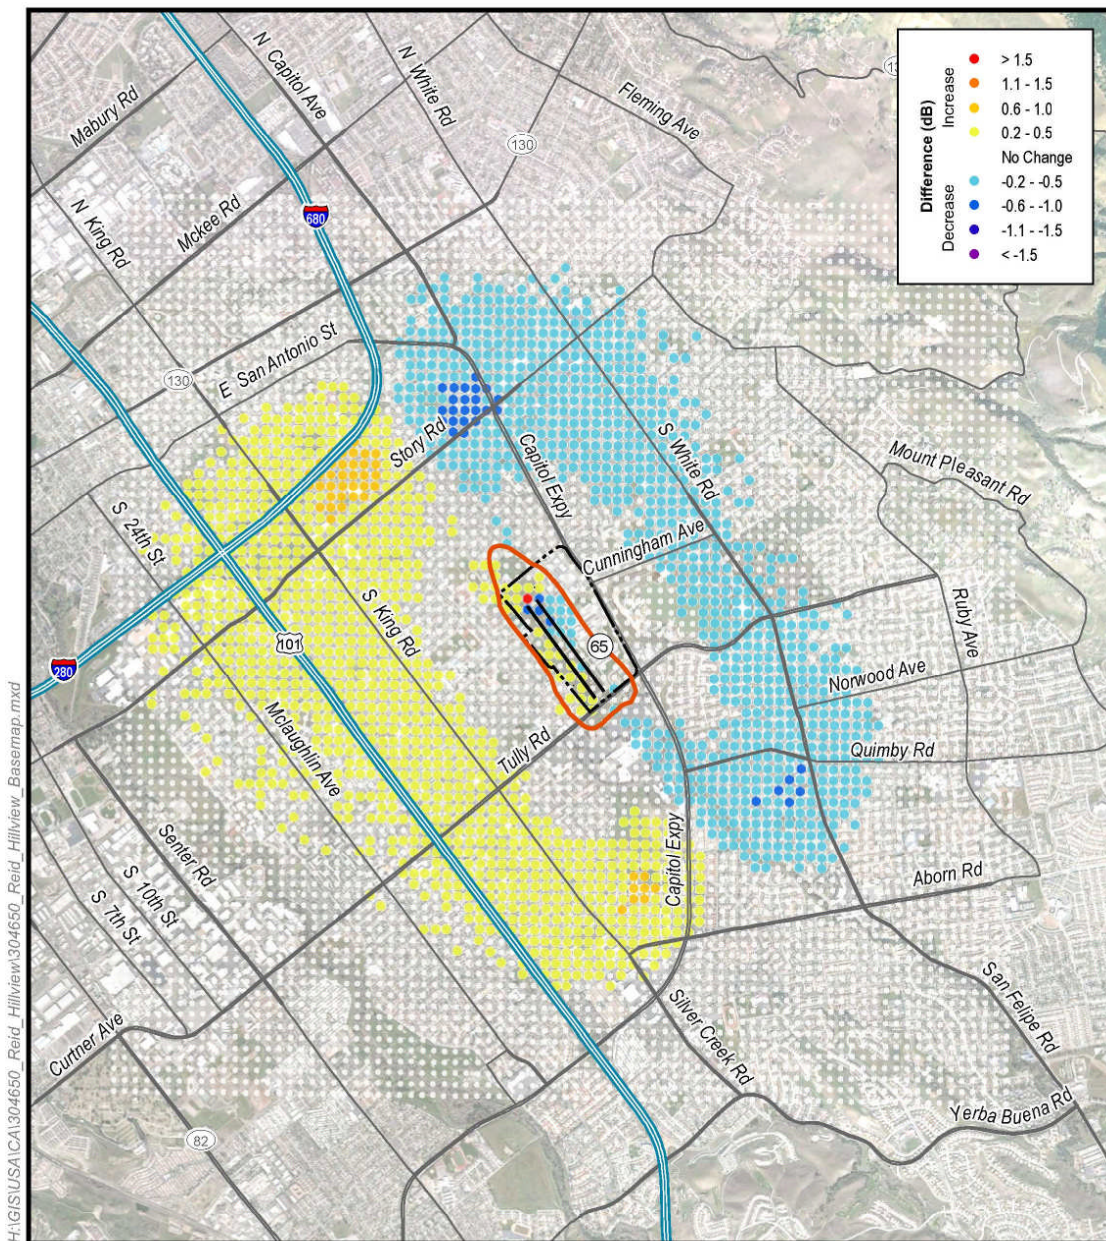 N Capitol Ave
N White Rd
Fleming Ave
Mabury Rd
130
N King Rd
Mckee Rd
680
Difference (dB)
Increase
> 1.5
1.1 - 1.5
0.6 - 1.0
0.2 - 0.5
No Change
Decrease
-0.2 - -0.5
-0.6 - -1.0
-1.1 - -1.5
< -1.5
130
E San Antonio St
Story Rd
Capitol Expy
S White Rd
Mount Pleasant Rd
S 24th St
Cunningham Ave
S King Rd
Ruby Ave
65
101
280
Norwood Ave
Mclaughlin Ave
Tully Rd
Quimby Rd
Senter Rd
Capitol Expy
Aborn Rd
S 10th St
S 7th St
San Felipe Rd
Silver Creek Rd
Curtner Ave
Yerba Buena Rd
82
H:\GIS\USA\CA\304650_Reid_Hillview\304650_Reid_Hillview_Basemap.mxd